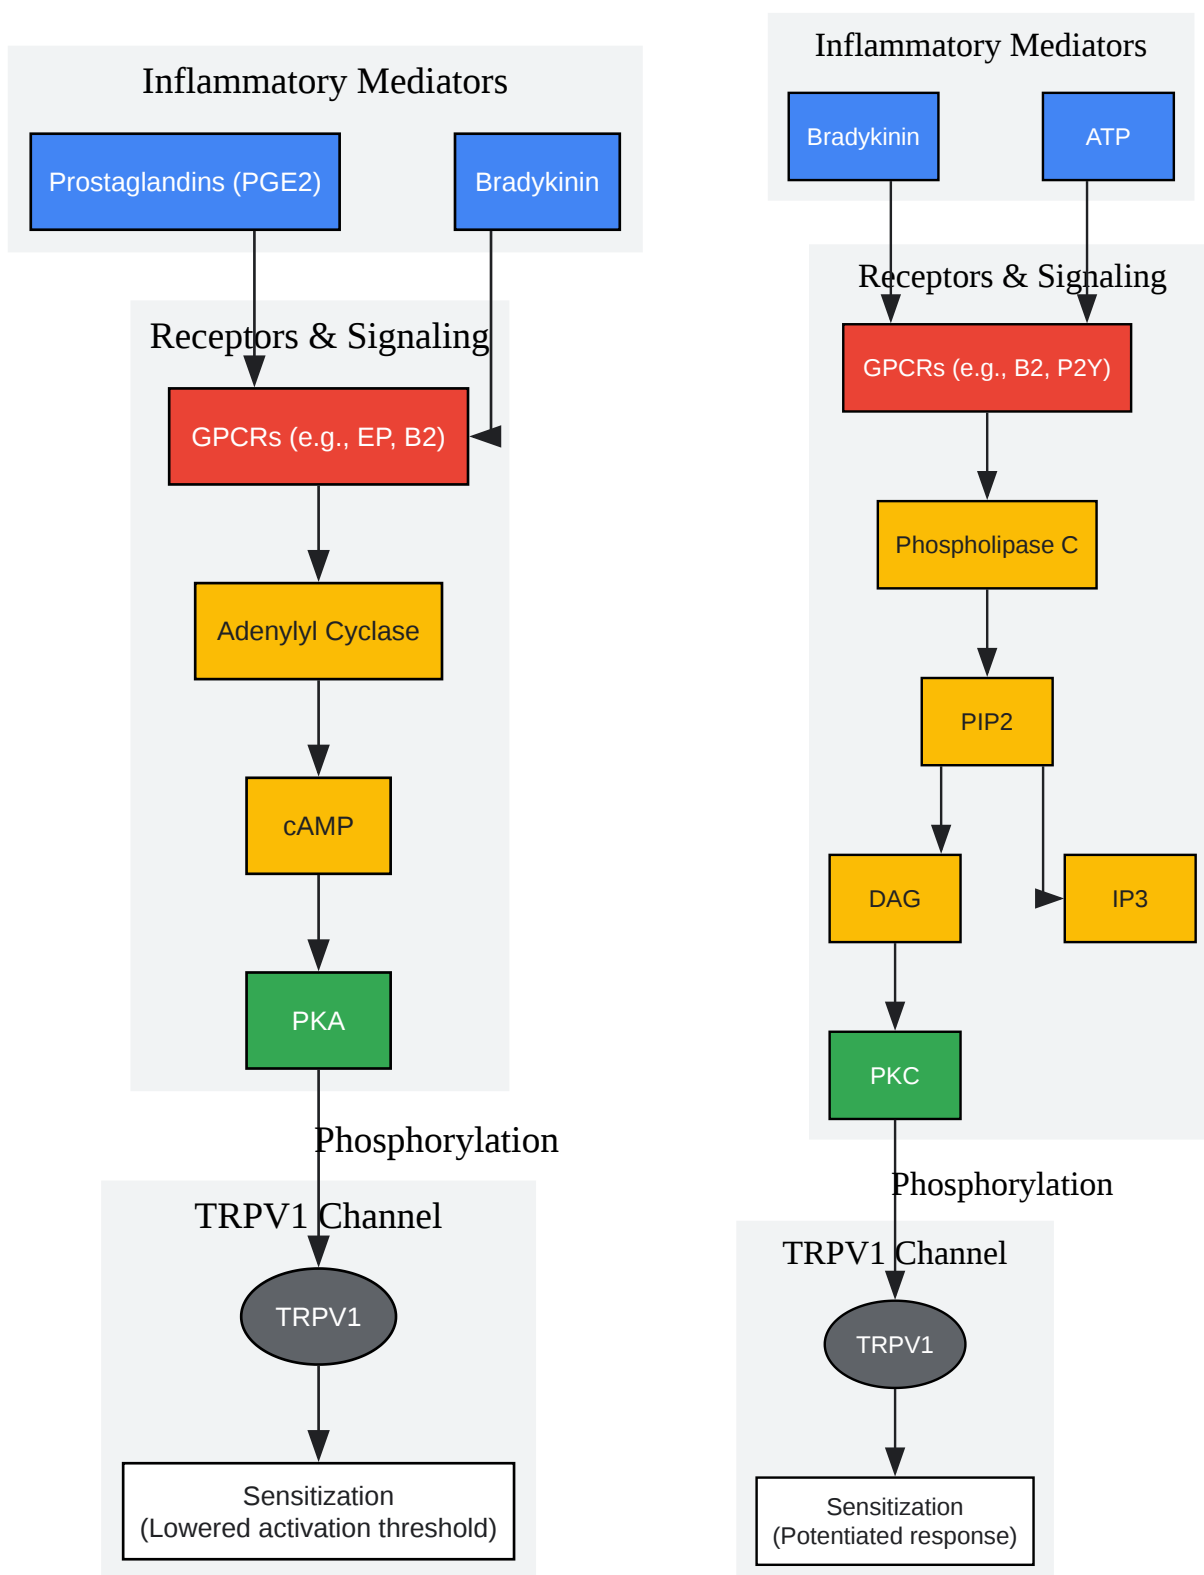 Inflammatory Mediators
Prostaglandins (PGE2)
Bradykinin
Receptors & Signaling
GPCRs (e.g., EP, B2)
Adenylyl Cyclase
cAMP
PKA
Phosphorylation
TRPV1 Channel
TRPV1
Sensitization
(Lowered activation threshold)
Inflammatory Mediators
Bradykinin
ATP
Receptors & Signaling
GPCRs (e.g., B2, P2Y)
Phospholipase C
PIP2
DAG
IP3
PKC
Phosphorylation
TRPV1 Channel
TRPV1
Sensitization
(Potentiated response)